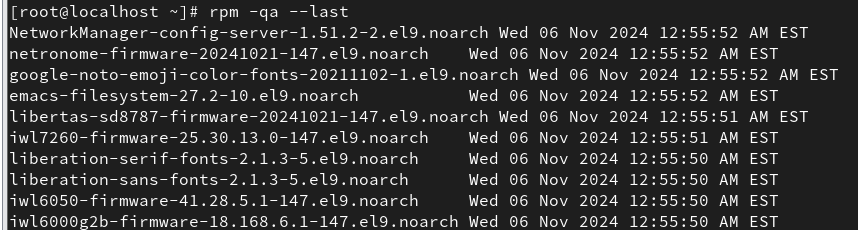 [root@localhost ~]# rpm -qa --last
NetworkManager-config-server-1.51.2-2.el9.noarch Wed 06 Nov 2024 12:55:52 AM EST
netronome-firmware-20241021-147.el9.noarch    Wed 06 Nov 2024 12:55:52 AM EST
google-noto-emoji-color-fonts-20211102-1.el9.noarch Wed 06 Nov 2024 12:55:52 AM EST
emacs-filesystem-27.2-10.el9.noarch           Wed 06 Nov 2024 12:55:52 AM EST
libertas-sd8787-firmware-20241021-147.el9.noarch Wed 06 Nov 2024 12:55:51 AM EST
iwl7260-firmware-25.30.13.0-147.el9.noarch    Wed 06 Nov 2024 12:55:51 AM EST
liberation-serif-fonts-2.1.3-5.el9.noarch     Wed 06 Nov 2024 12:55:50 AM EST
liberation-sans-fonts-2.1.3-5.el9.noarch      Wed 06 Nov 2024 12:55:50 AM EST
iwl6050-firmware-41.28.5.1-147.el9.noarch     Wed 06 Nov 2024 12:55:50 AM EST
iwl6000g2b-firmware-18.168.6.1-147.el9.noarch Wed 06 Nov 2024 12:55:50 AM EST